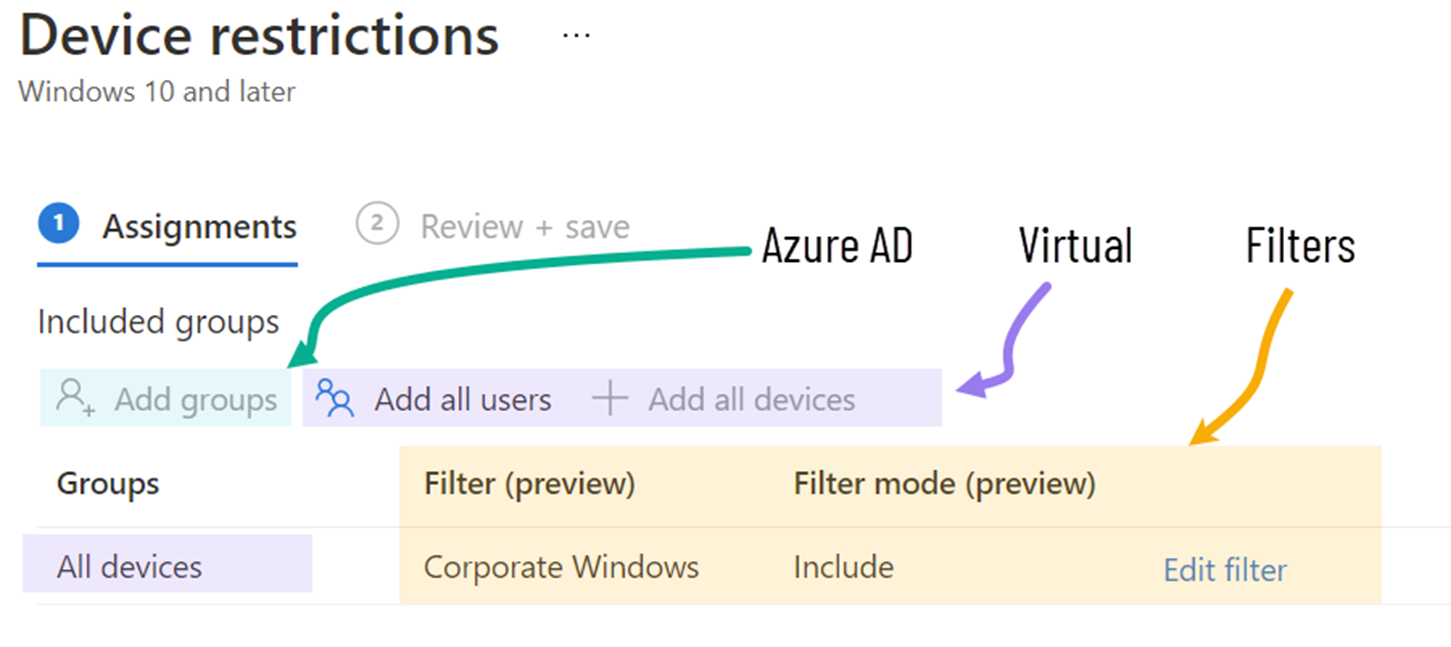 Device restrictions ...
Windows 10 and later
1 Assignments 2 Review + save
Azure AD Virtual Filters
Included groups
Add groups Add all users Add all devices
Groups Filter (preview) Filter mode (preview)
All devices Corporate Windows Include Edit filter